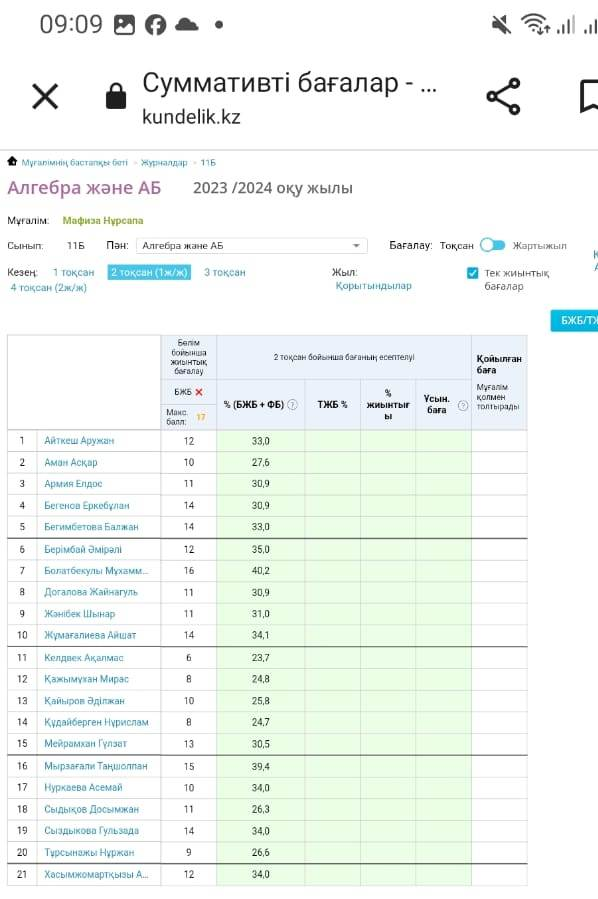 09:09
Суммативті бағалар - ...
kundelik.kz
Мұғалімнің бастапқы беті » Журналдар » 11Б
Алгебра және АБ 2023 /2024 оқу жылы
Мұғалім: Мафиза Нұрсапа
Сынып: 11Б Пән: Алгебра және АБ Бағалау: Тоқсан Жартыжыл
Кезең: 1 тоқсан 2 тоқсан (1ж/ж) 3 тоқсан Жыл: Тек жиынтық
4 тоқсан (2ж/ж) Қорытындылар бағалар
БЖБ/ТЖ
Бөлім бойынша жиынтық бағалау
2 тоқсан бойынша бағаның есептелуі
Қойылған баға
Мұғалім қолмен толтырады
БЖБ
Макс. балл: 17
% (БЖБ + ФБ) ?
ТЖБ %
% жиынтығы
Ұсын. баға ?
1 Айткеш Аружан 12 33,0
2 Аман Асқар 10 27,6
3 Армия Елдос 11 30,9
4 Бегенов Еркебұлан 14 30,9
5 Бегимбетова Балжан 14 33,0
6 Берімбай Әмірәлі 12 35,0
7 Болатбекулы Мұхамм... 16 40,2
8 Догалова Жайнагуль 11 30,9
9 Жәнібек Шынар 11 31,0
10 Жұмағалиева Айшат 14 34,1
11 Келдвек Ақалмас 6 23,7
12 Қажымұхан Мирас 8 24,8
13 Қайыров Әділжан 10 25,8
14 Құдайберген Нұрислам 8 24,7
15 Мейрамхан Гүлзат 13 30,5
16 Мырзағали Таңшолпан 15 39,4
17 Нуркаева Асемай 10 34,0
18 Сыдықов Досымжан 11 26,3
19 Сыздыкова Гульзада 14 34,0
20 Тұрсынажы Нұржан 9 26,6
21 Хасымжомартқызы А... 12 34,0